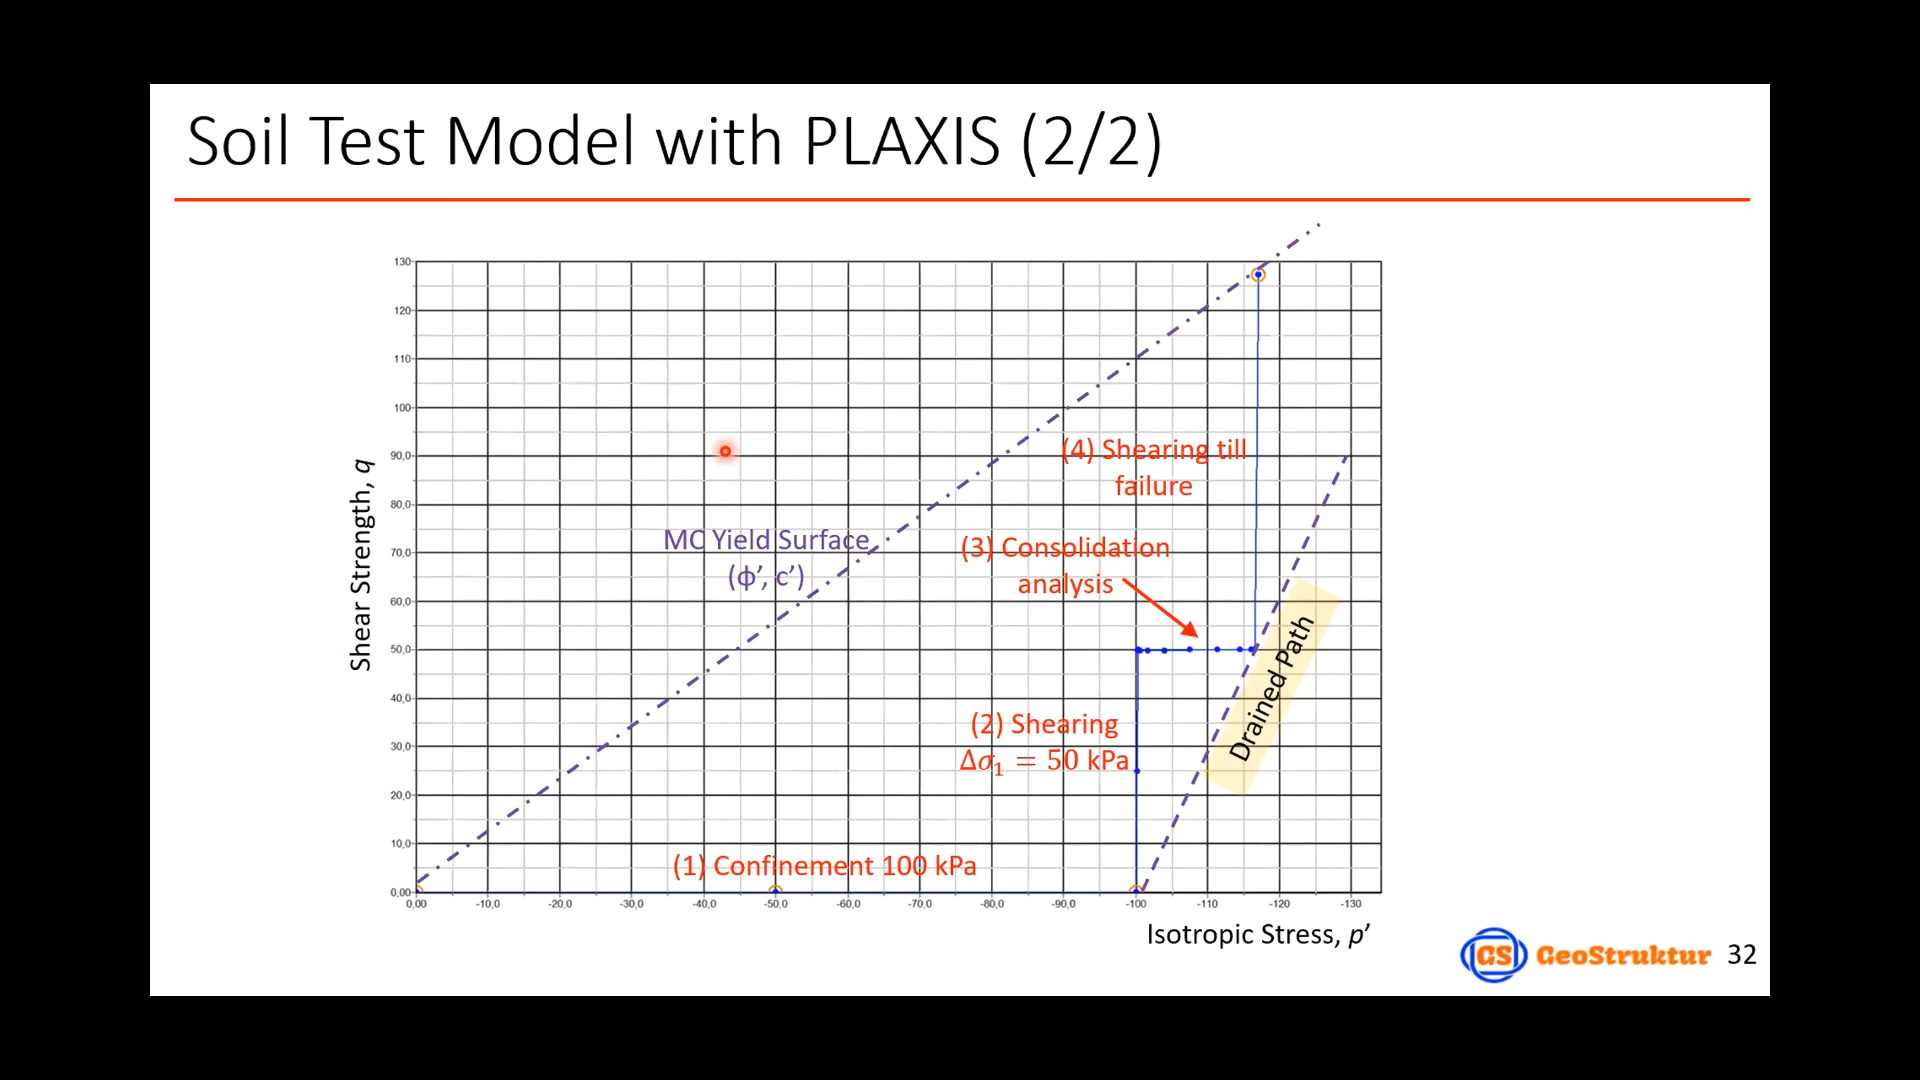 Soil Test Model with PLAXIS (2/2)
130
120
110
100
90,0
80,0
70,0
60,0
50,0
40,0
30,0
20,0
10,0
0,00
Shear Strength, q
MC Yield Surface
(ϕ’, c’)
(4) Shearing till
failure
(3) Consolidation
analysis
(2) Shearing
Δσ₁ = 50 kPa
Drained Path
(1) Confinement 100 kPa
0,00 -10,0 -20,0 -30,0 -40,0 -50,0 -60,0 -70,0 -80,0 -90,0 -100 -110 -120 -130
Isotropic Stress, p’
GS GeoStruktur 32